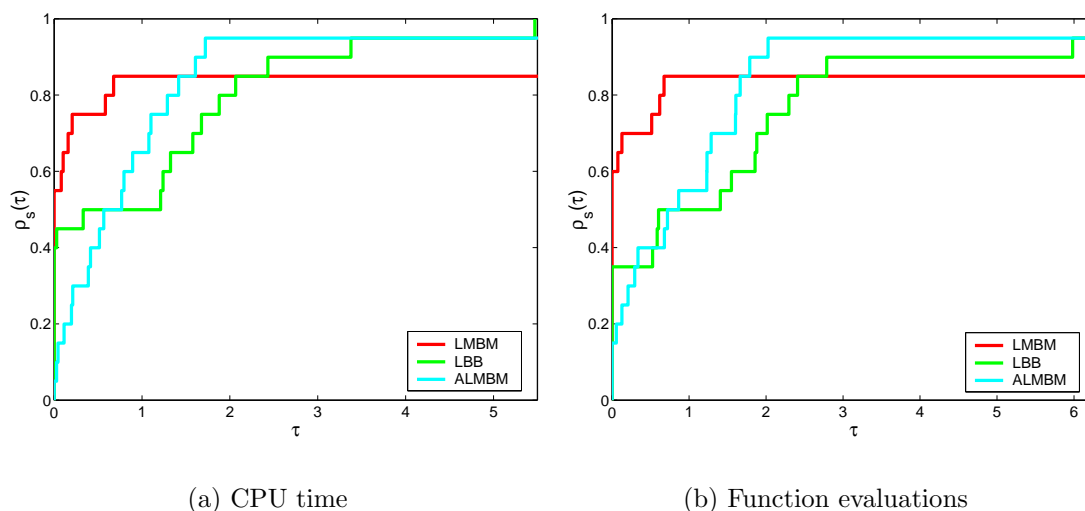 1
0.8
0.6
0.4
0.2
0
ρs(τ)
0 1 2 3 4 5
τ
LMBM
LBB
ALMBM
(a) CPU time
1
0.8
0.6
0.4
0.2
0
ρs(τ)
0 1 2 3 4 5 6
τ
LMBM
LBB
ALMBM
(b) Function evaluations